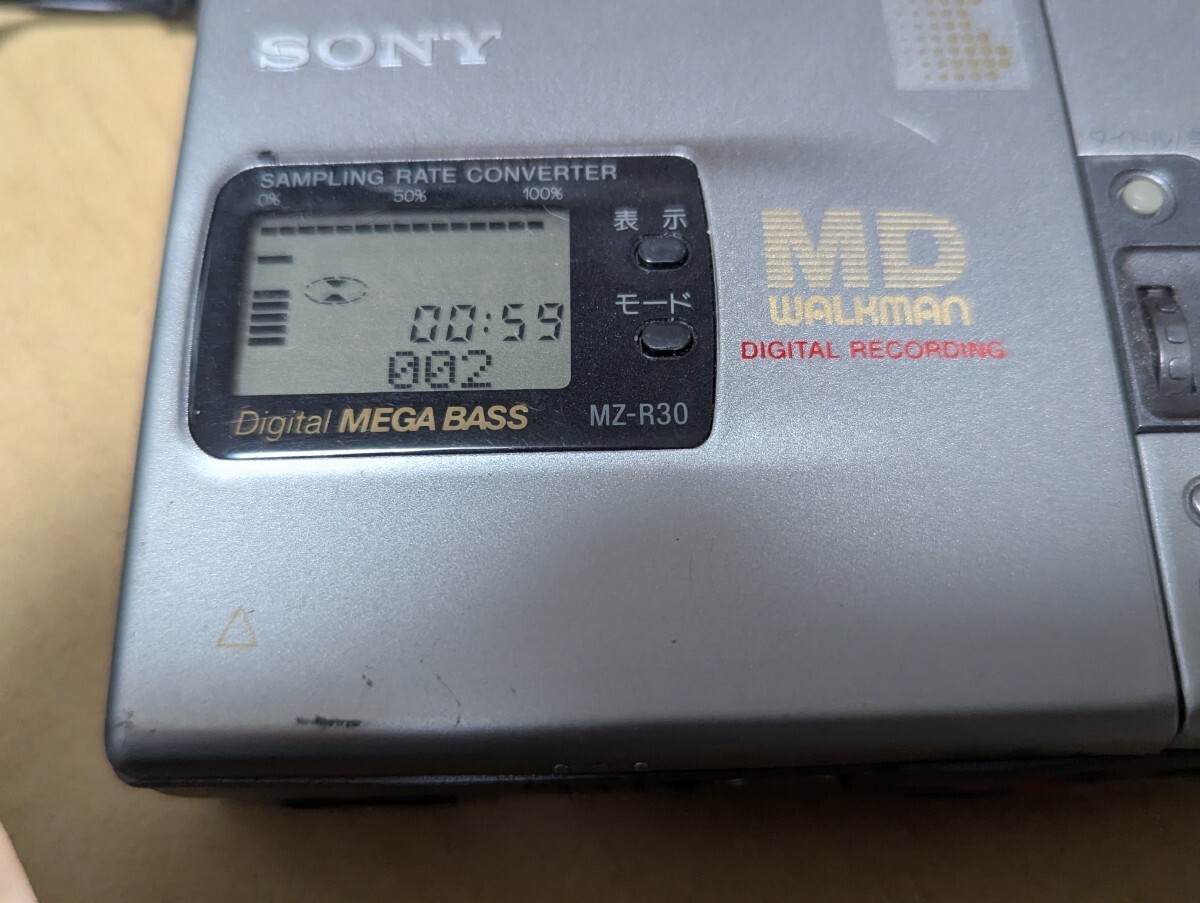 SONY
SAMPLING RATE CONVERTER
0% 50% 100%
表示
モード
00:59
002
Digital MEGA BASS
MZ-R30
MD
WALKMAN
DIGITAL RECORDING